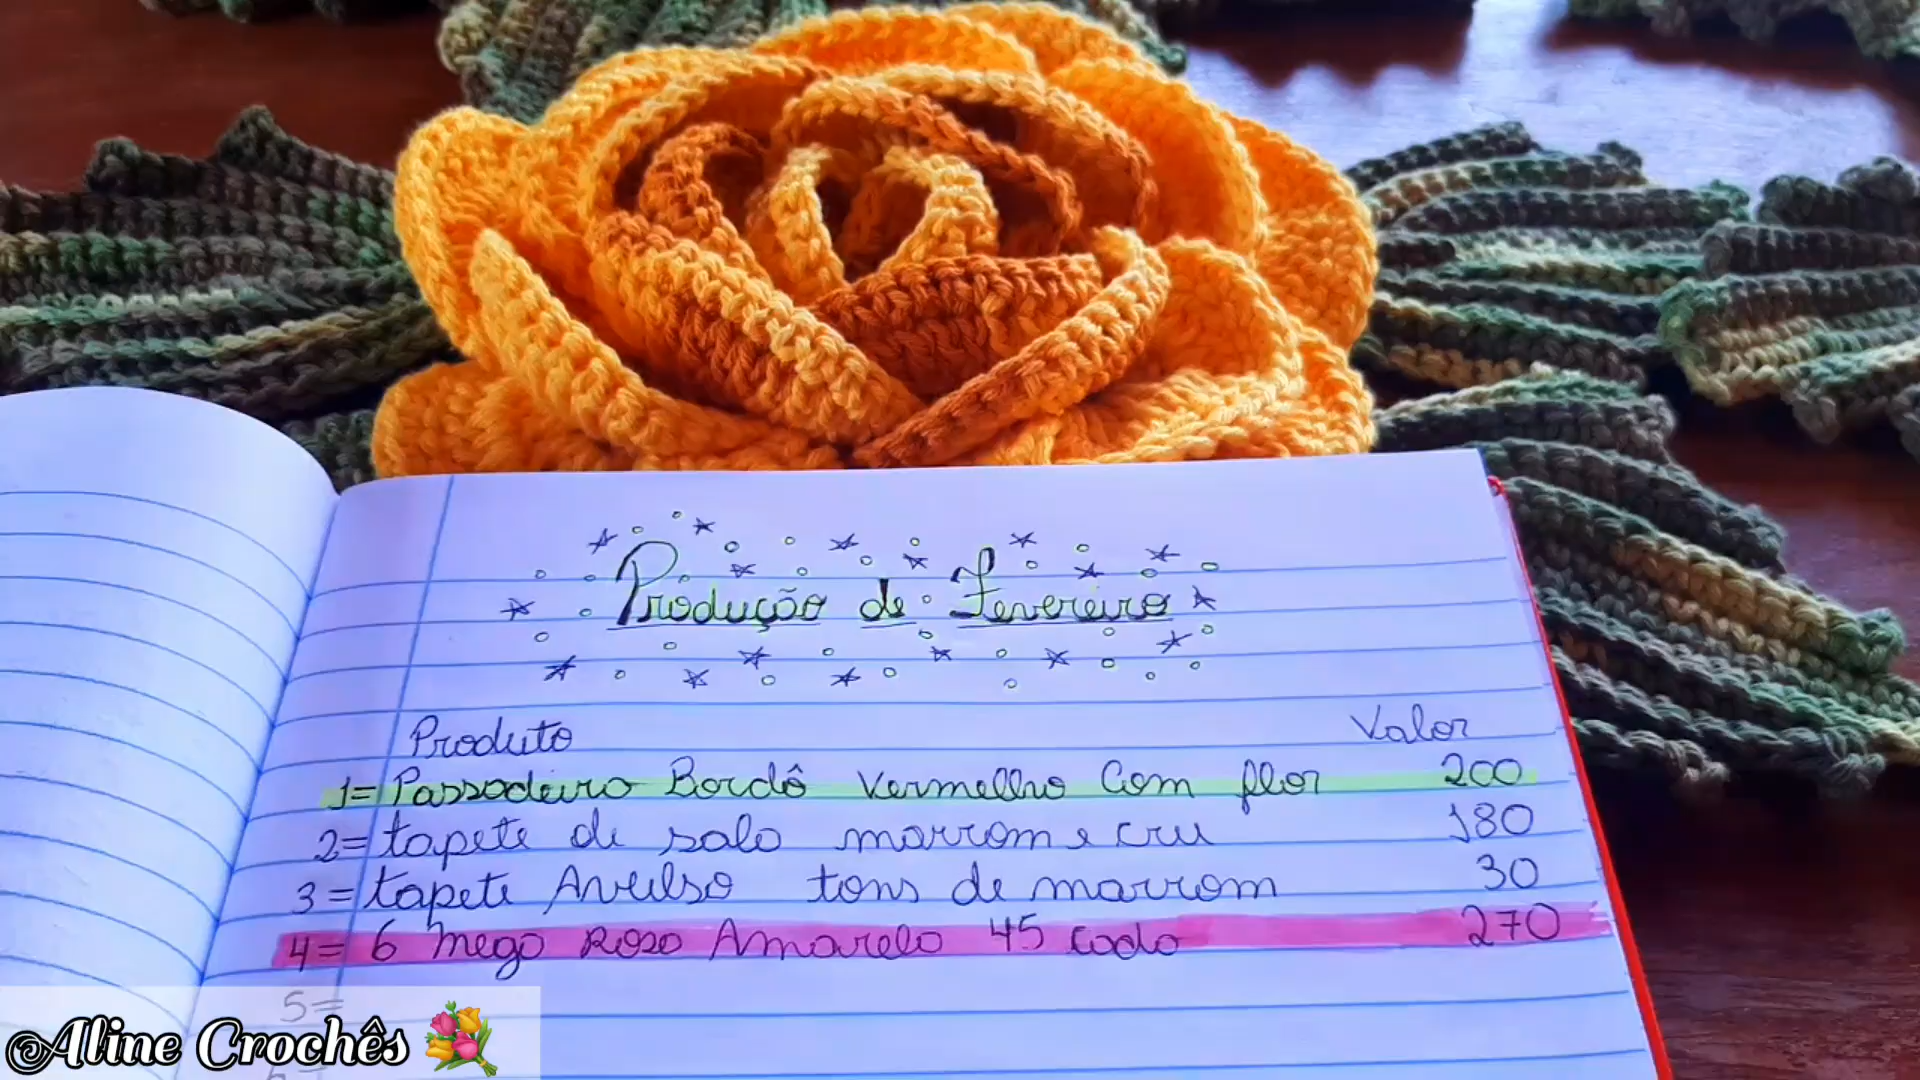 Produção de Fevereiro
Produto Valor
1= Passadeira Bordô Vermelho Com flor 200
2= tapete de sala marrom e cru 180
3= tapete Avulso tons de marrom 30
4= 6 Mega Rosa Amarelo 45 cada 270
5=
Aline Crochês